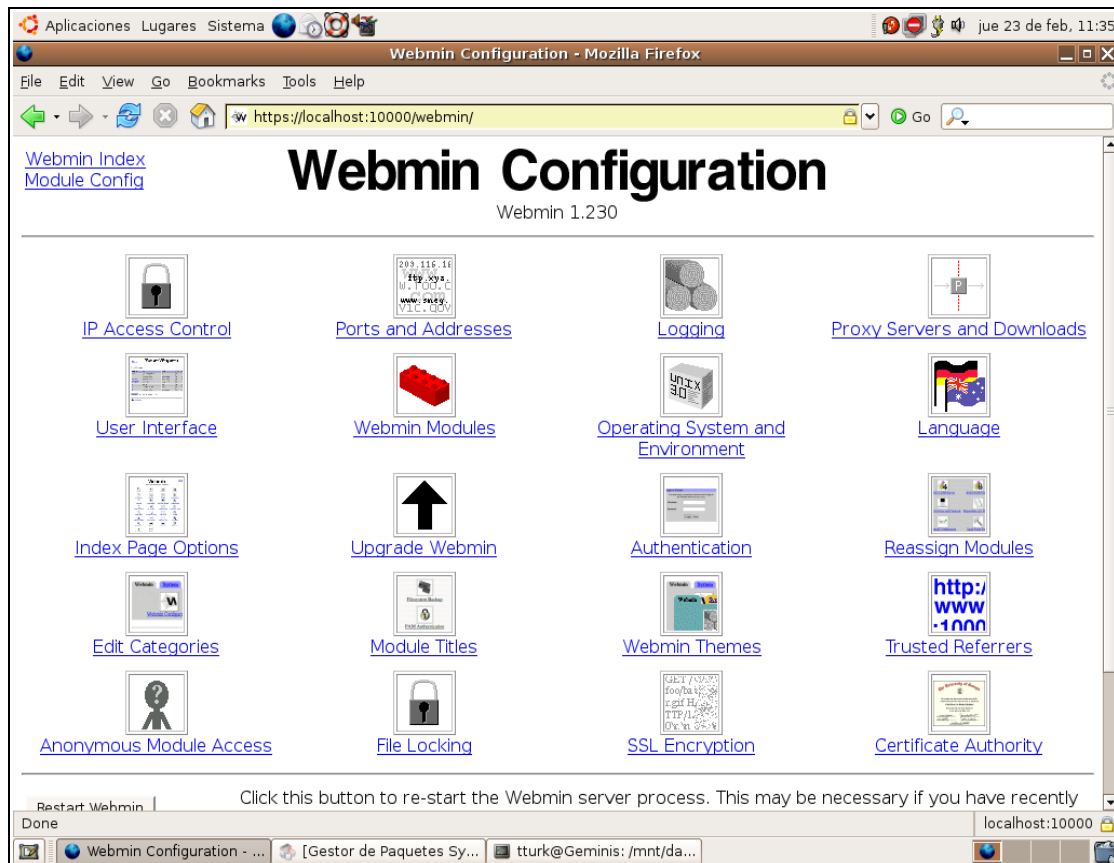 Aplicaciones Lugares Sistema jue 23 de feb, 11:35
Webmin Configuration - Mozilla Firefox
File Edit View Go Bookmarks Tools Help
https://localhost:10000/webmin/ Go
Webmin Index
Module Config
Webmin Configuration
Webmin 1.230
IP Access Control Ports and Addresses Logging Proxy Servers and Downloads
User Interface Webmin Modules Operating System and Environment Language
Index Page Options Upgrade Webmin Authentication Reassign Modules
Edit Categories Module Titles Webmin Themes Trusted Referrers
Anonymous Module Access File Locking SSL Encryption Certificate Authority
Restart Webmin Click this button to re-start the Webmin server process. This may be necessary if you have recently
Done localhost:10000
Webmin Configuration - ... [Gestor de Paquetes Sy... tturk@Geminis: /mnt/da...